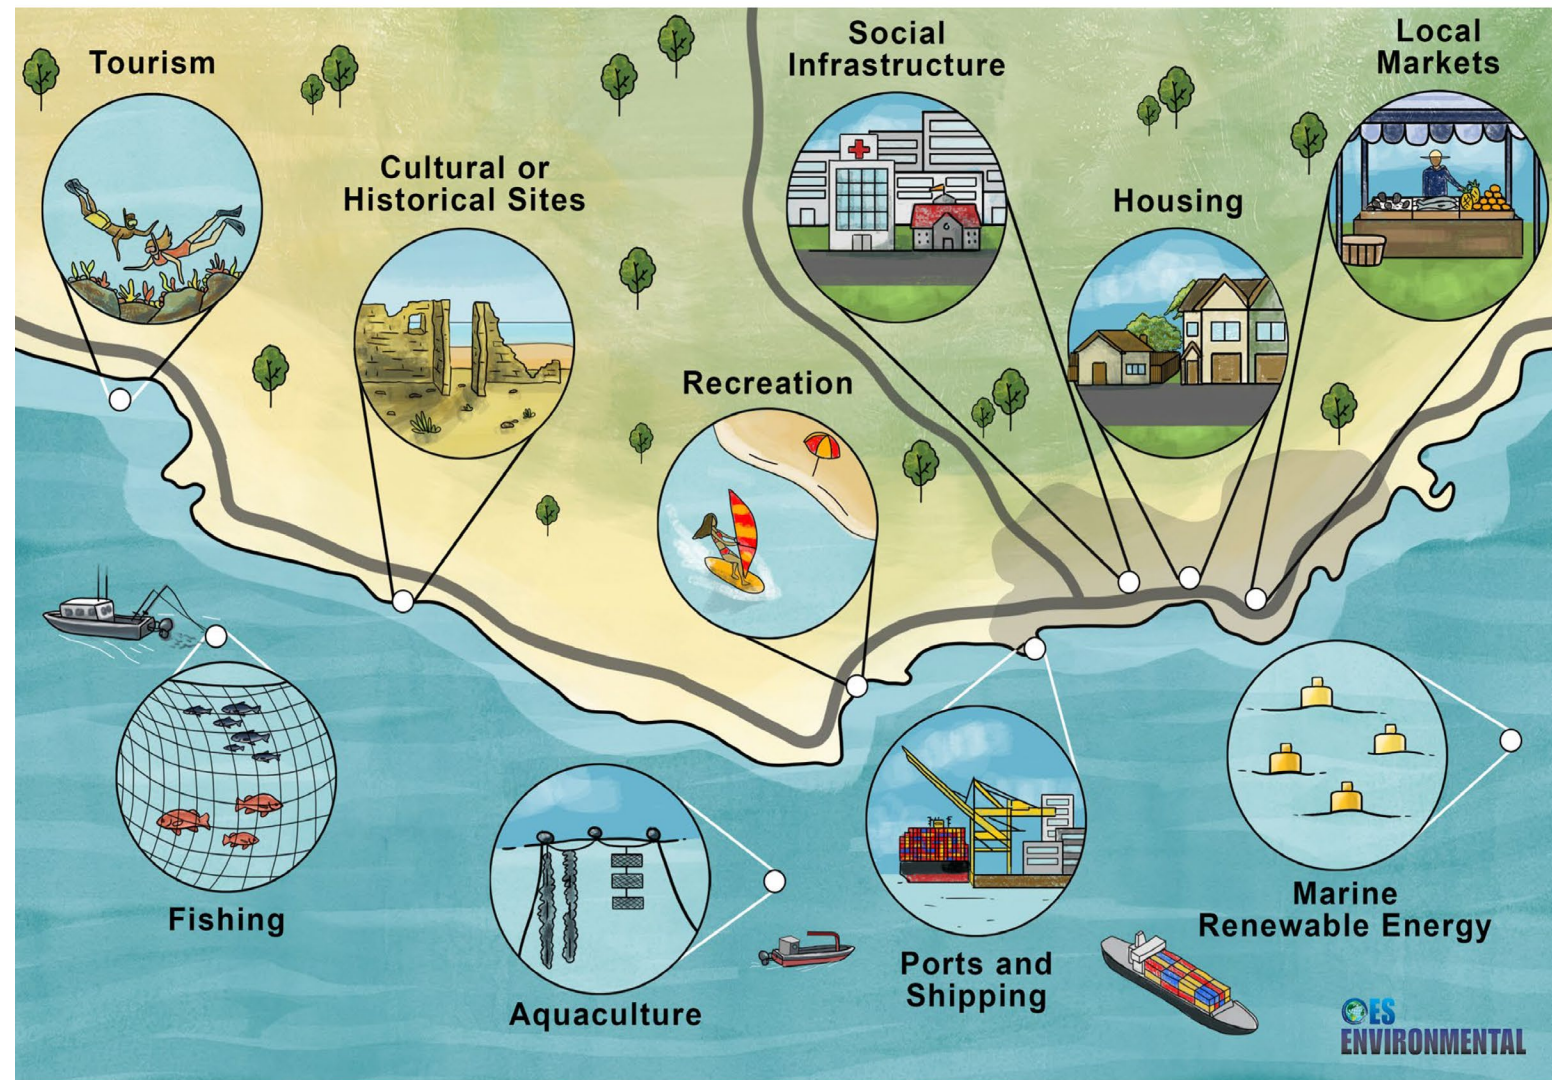 Tourism
Cultural or
Historical Sites
Recreation
Social
Infrastructure
Housing
Local
Markets
Fishing
Aquaculture
Ports and
Shipping
Marine
Renewable Energy
OES
ENVIRONMENTAL